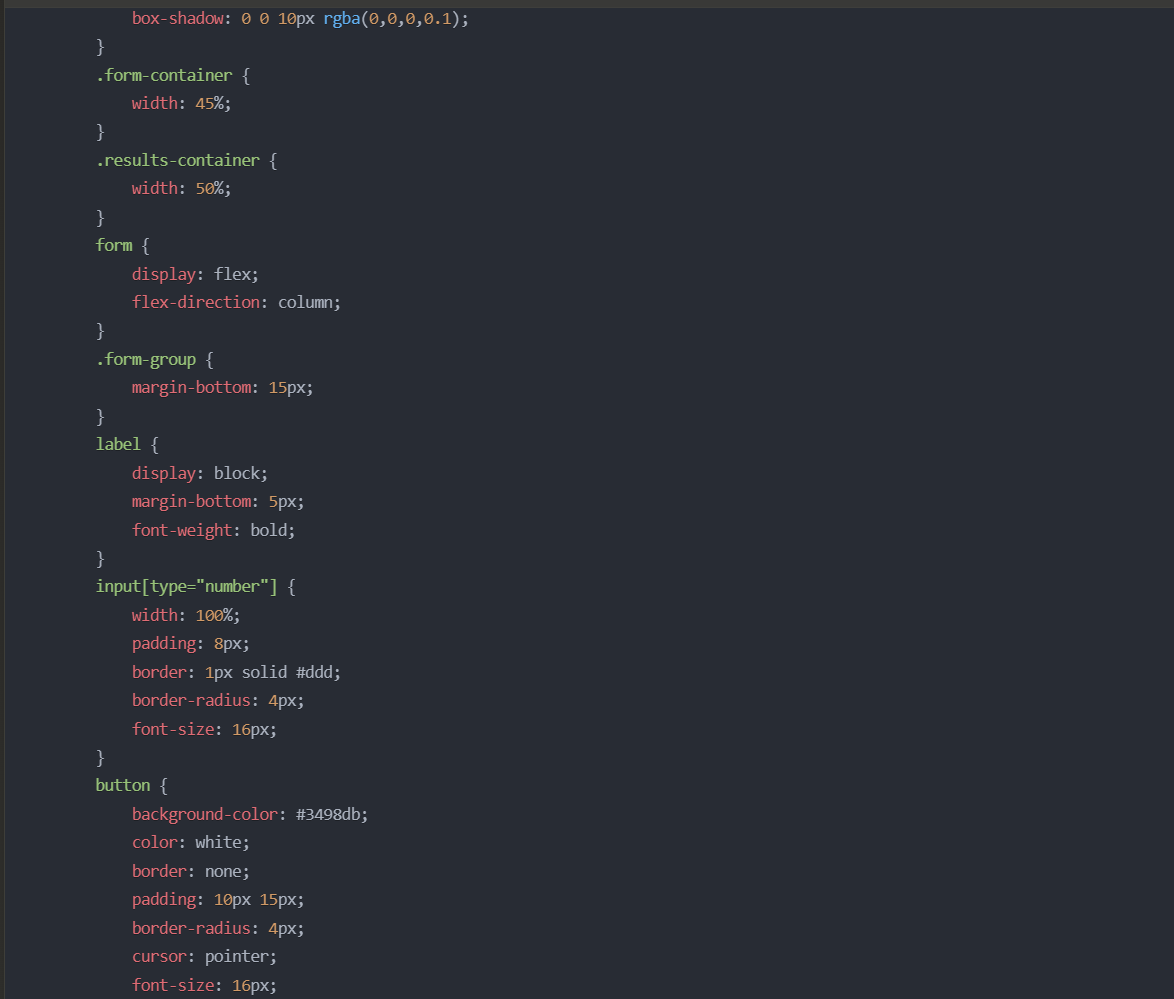 box-shadow: 0 0 10px rgba(0,0,0,0.1);
}
.form-container {
width: 45%;
}
.results-container {
width: 50%;
}
form {
display: flex;
flex-direction: column;
}
.form-group {
margin-bottom: 15px;
}
label {
display: block;
margin-bottom: 5px;
font-weight: bold;
}
input[type="number"] {
width: 100%;
padding: 8px;
border: 1px solid #ddd;
border-radius: 4px;
font-size: 16px;
}
button {
background-color: #3498db;
color: white;
border: none;
padding: 10px 15px;
border-radius: 4px;
cursor: pointer;
font-size: 16px;